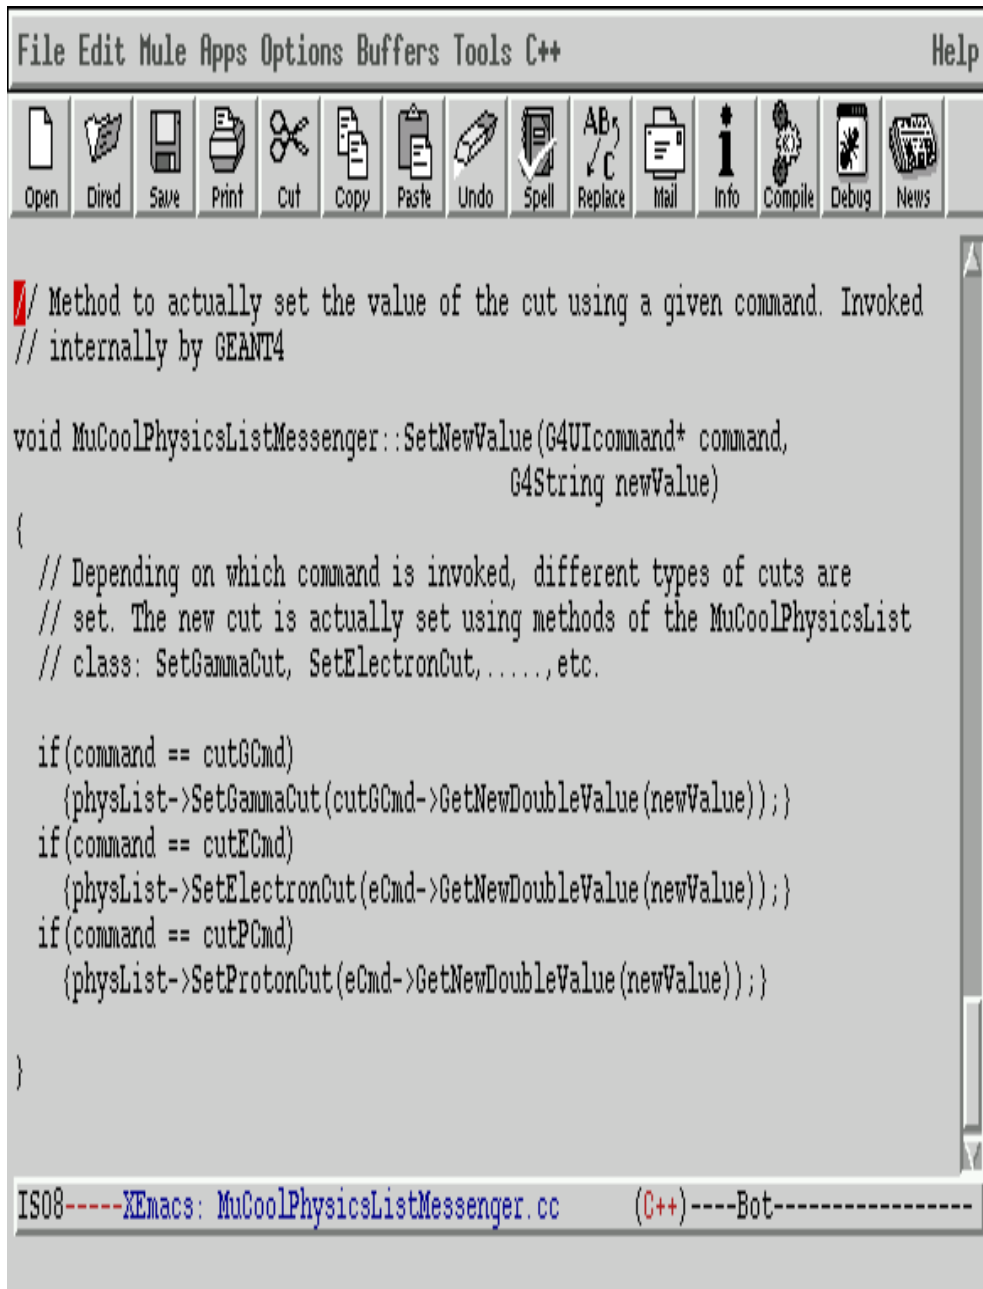 File Edit Mule Apps Options Buffers Tools C++ Help
Open Dired Save Print Cut Copy Paste Undo Spell Replace Mail Info Compile Debug News
// Method to actually set the value of the cut using a given command. Invoked
// internally by GEANT4
void MuCoolPhysicsListMessenger::SetNewValue(G4UIcommand* command,
G4String newValue)
{
// Depending on which command is invoked, different types of cuts are
// set. The new cut is actually set using methods of the MuCoolPhysicsList
// class: SetGammaCut, SetElectronCut,.....,etc.
if(command == cutGCmd)
{physList->SetGammaCut(cutGCmd->GetNewDoubleValue(newValue));}
if(command == cutECmd)
{physList->SetElectronCut(eCmd->GetNewDoubleValue(newValue));}
if(command == cutPCmd)
{physList->SetProtonCut(eCmd->GetNewDoubleValue(newValue));}
}
ISO8-----XEmacs: MuCoolPhysicsListMessenger.cc (C++)----Bot-----------------